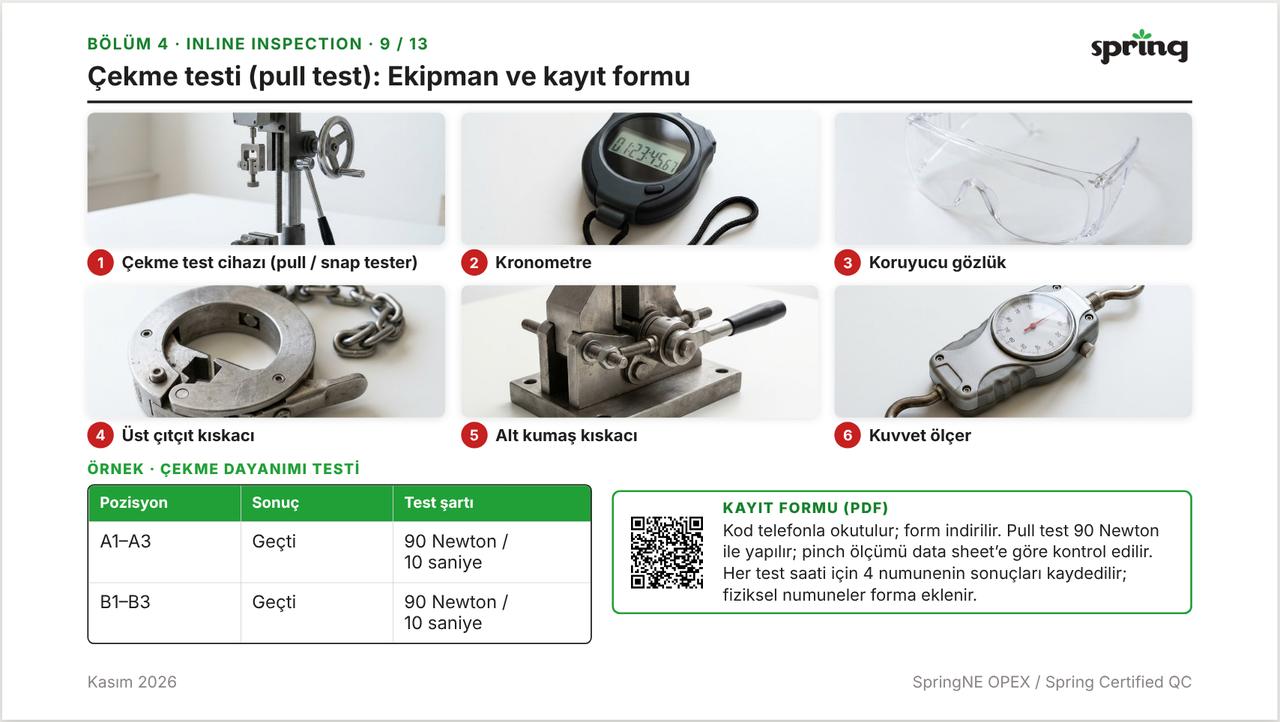 BÖLÜM 4 · INLINE INSPECTION · 9 / 13
spring
Çekme testi (pull test): Ekipman ve kayıt formu
1 Çekme test cihazı (pull / snap tester)
2 Kronometre
3 Koruyucu gözlük
4 Üst çıtçıt kıskacı
5 Alt kumaş kıskacı
6 Kuvvet ölçer
ÖRNEK · ÇEKME DAYANIMI TESTİ
Pozisyon Sonuç Test şartı
A1–A3 Geçti 90 Newton /
10 saniye
B1–B3 Geçti 90 Newton /
10 saniye
KAYIT FORMU (PDF)
Kod telefonla okutulur; form indirilir. Pull test 90 Newton
ile yapılır; pinch ölçümü data sheet’e göre kontrol edilir.
Her test saati için 4 numunenin sonuçları kaydedilir;
fiziksel numuneler forma eklenir.
Kasım 2026
SpringNE OPEX / Spring Certified QC